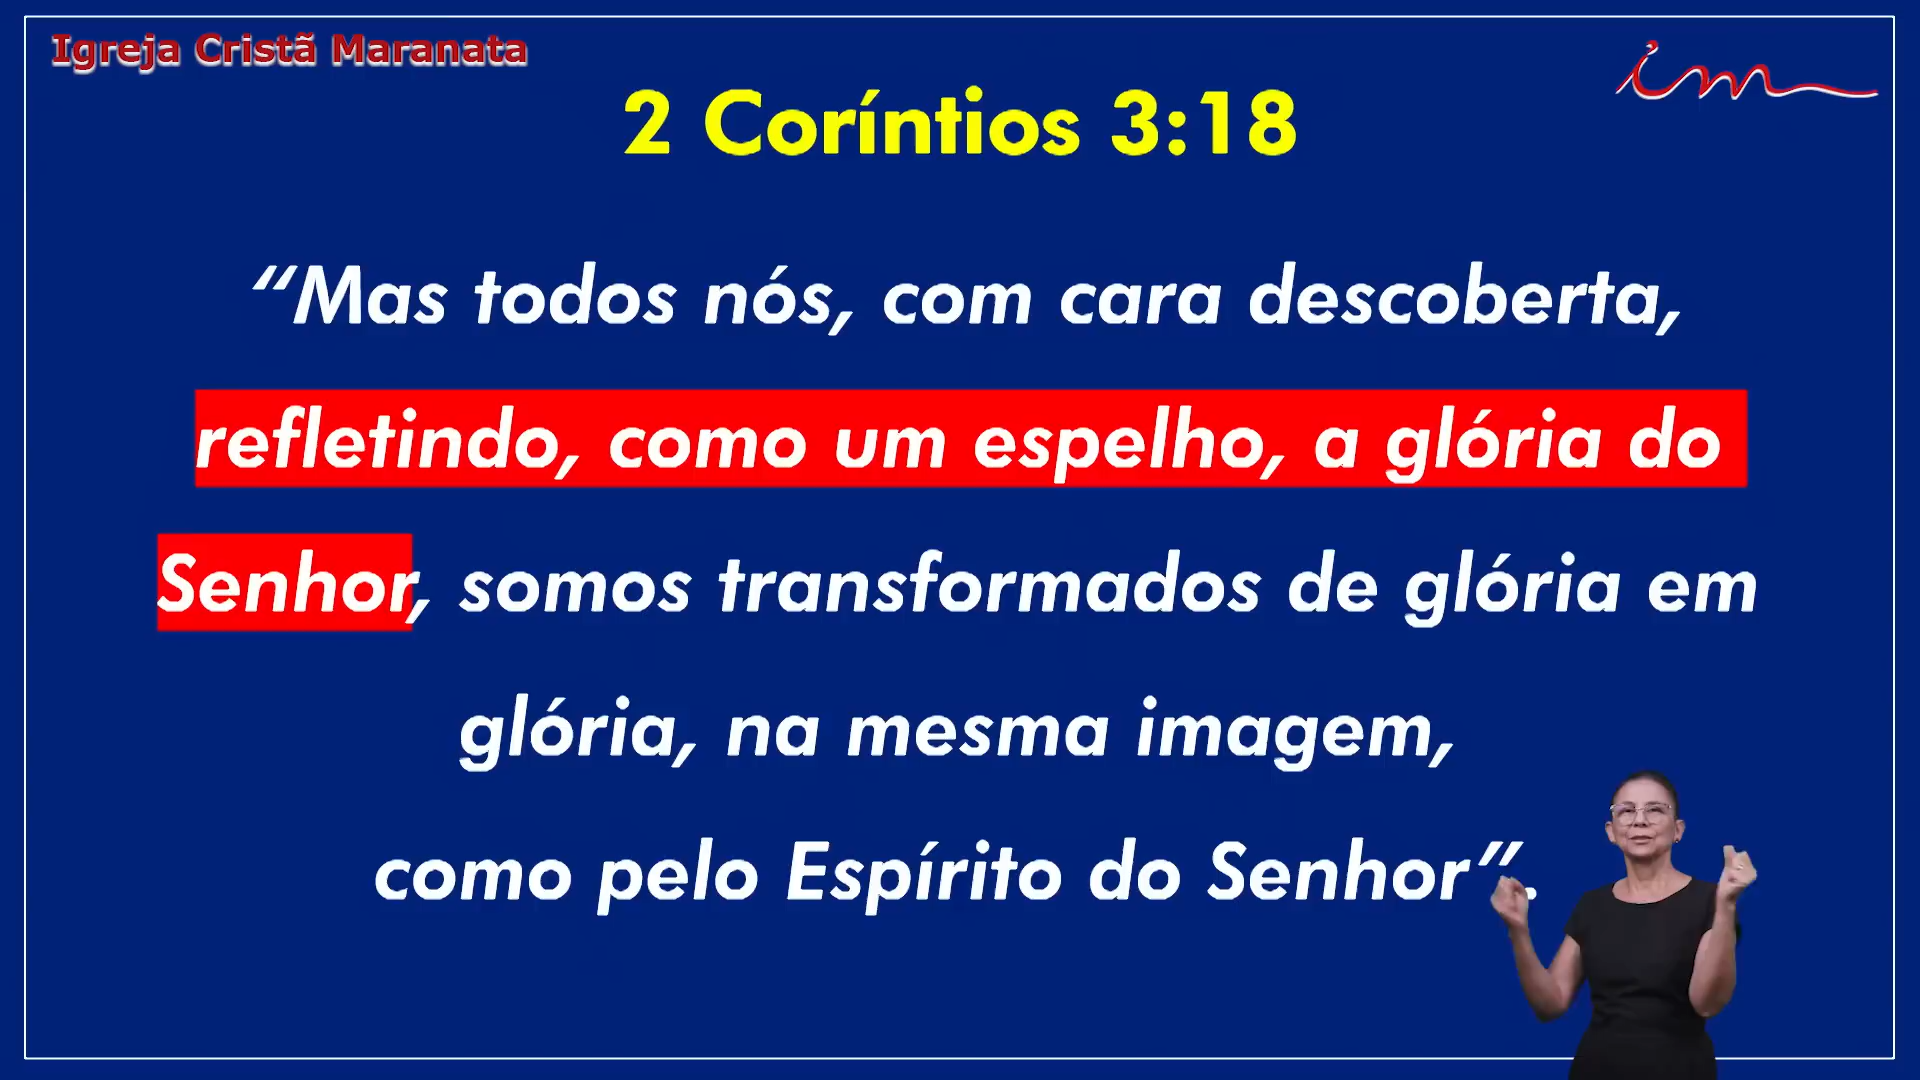 Igreja Cristã Maranata
im
2 Coríntios 3:18
“Mas todos nós, com cara descoberta,
refletindo, como um espelho, a glória do
Senhor, somos transformados de glória em
glória, na mesma imagem,
como pelo Espírito do Senhor”.